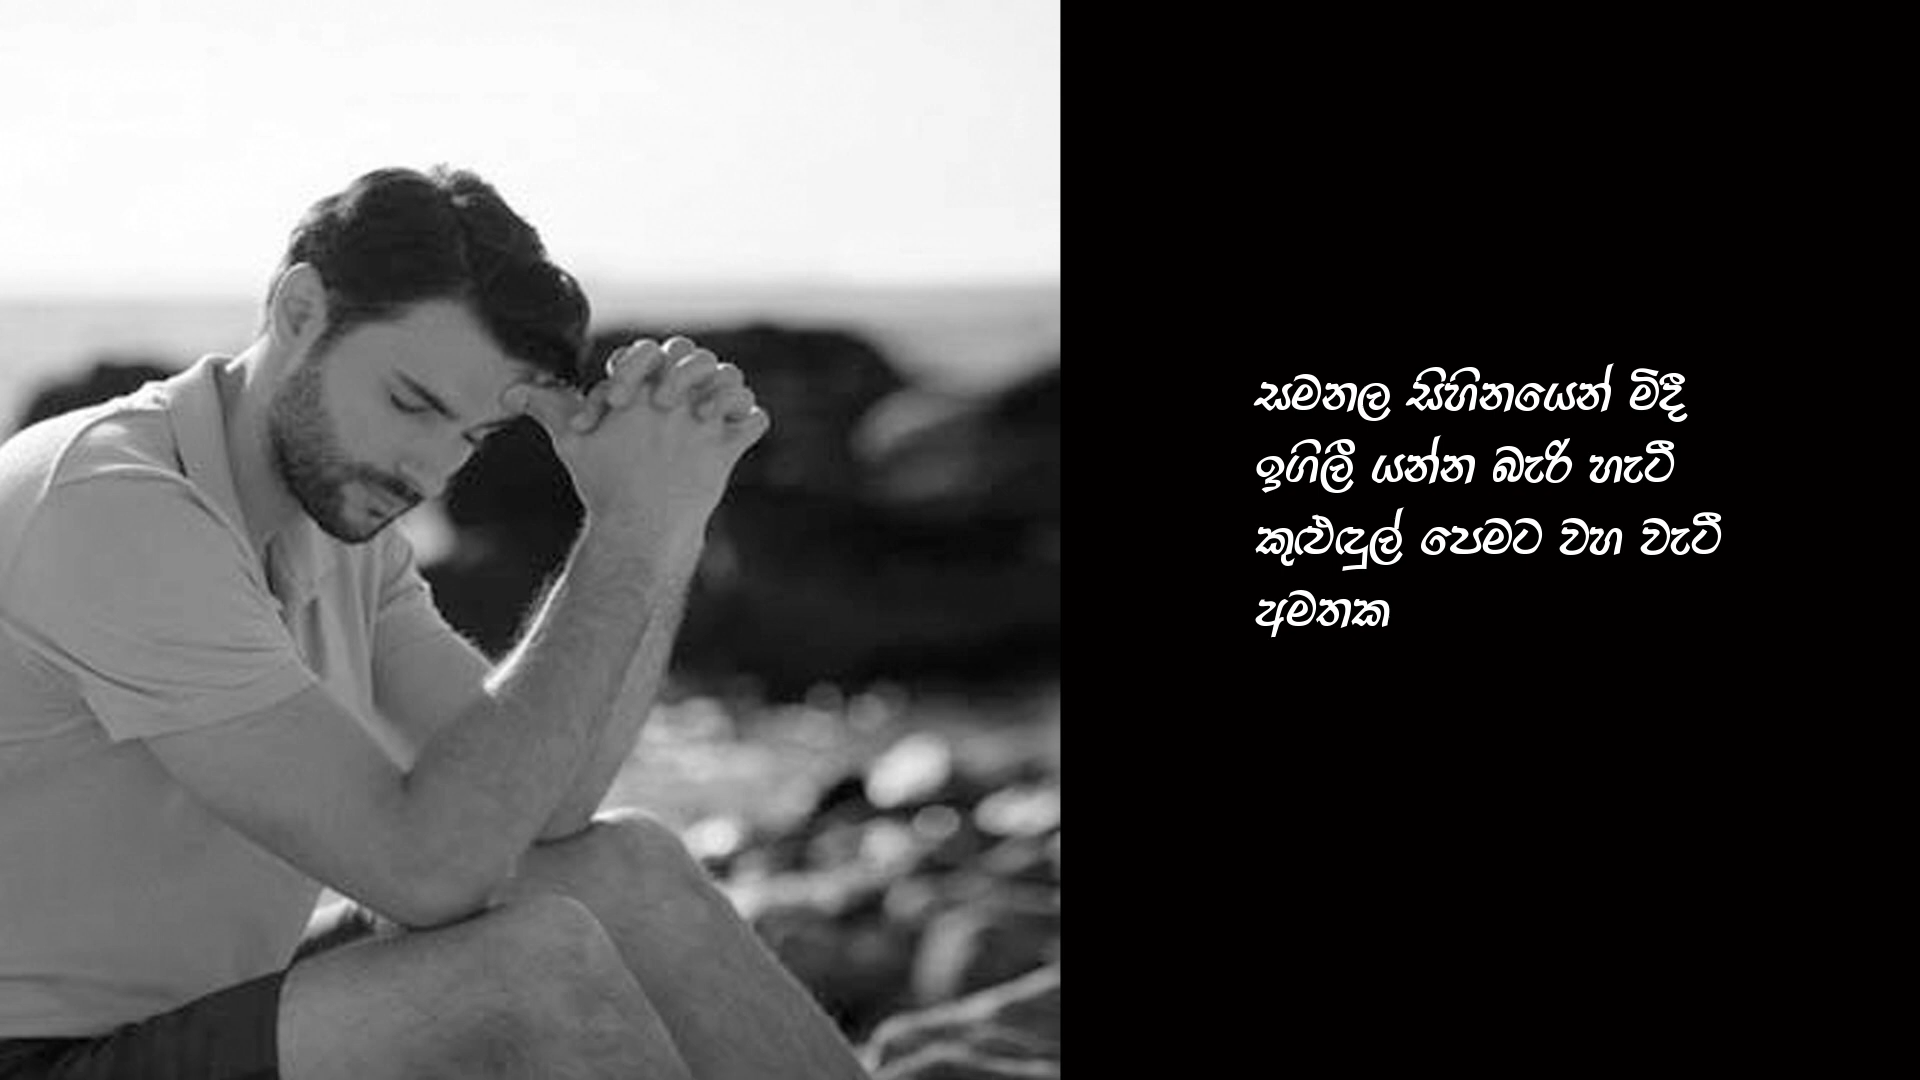 සමනල සිහිනයෙන් මිදී
ඉගිලී යන්න බැරි හැටී
කුළුඳුල් පෙමට වහ වැටී
අමතක